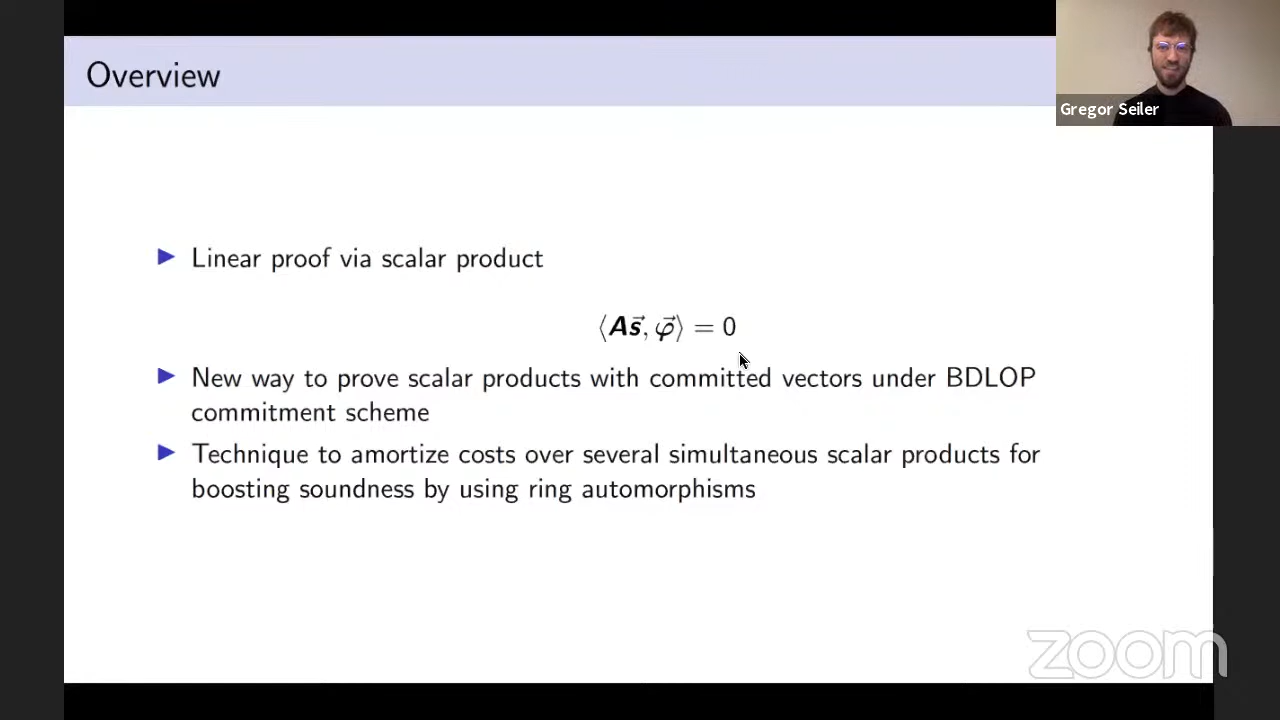 Overview
Gregor Seiler
▶ Linear proof via scalar product
⟨𝑨𝒔⃗, 𝝋⃗⟩ = 0
▶ New way to prove scalar products with committed vectors under BDLOP
commitment scheme
▶ Technique to amortize costs over several simultaneous scalar products for
boosting soundness by using ring automorphisms
zoom